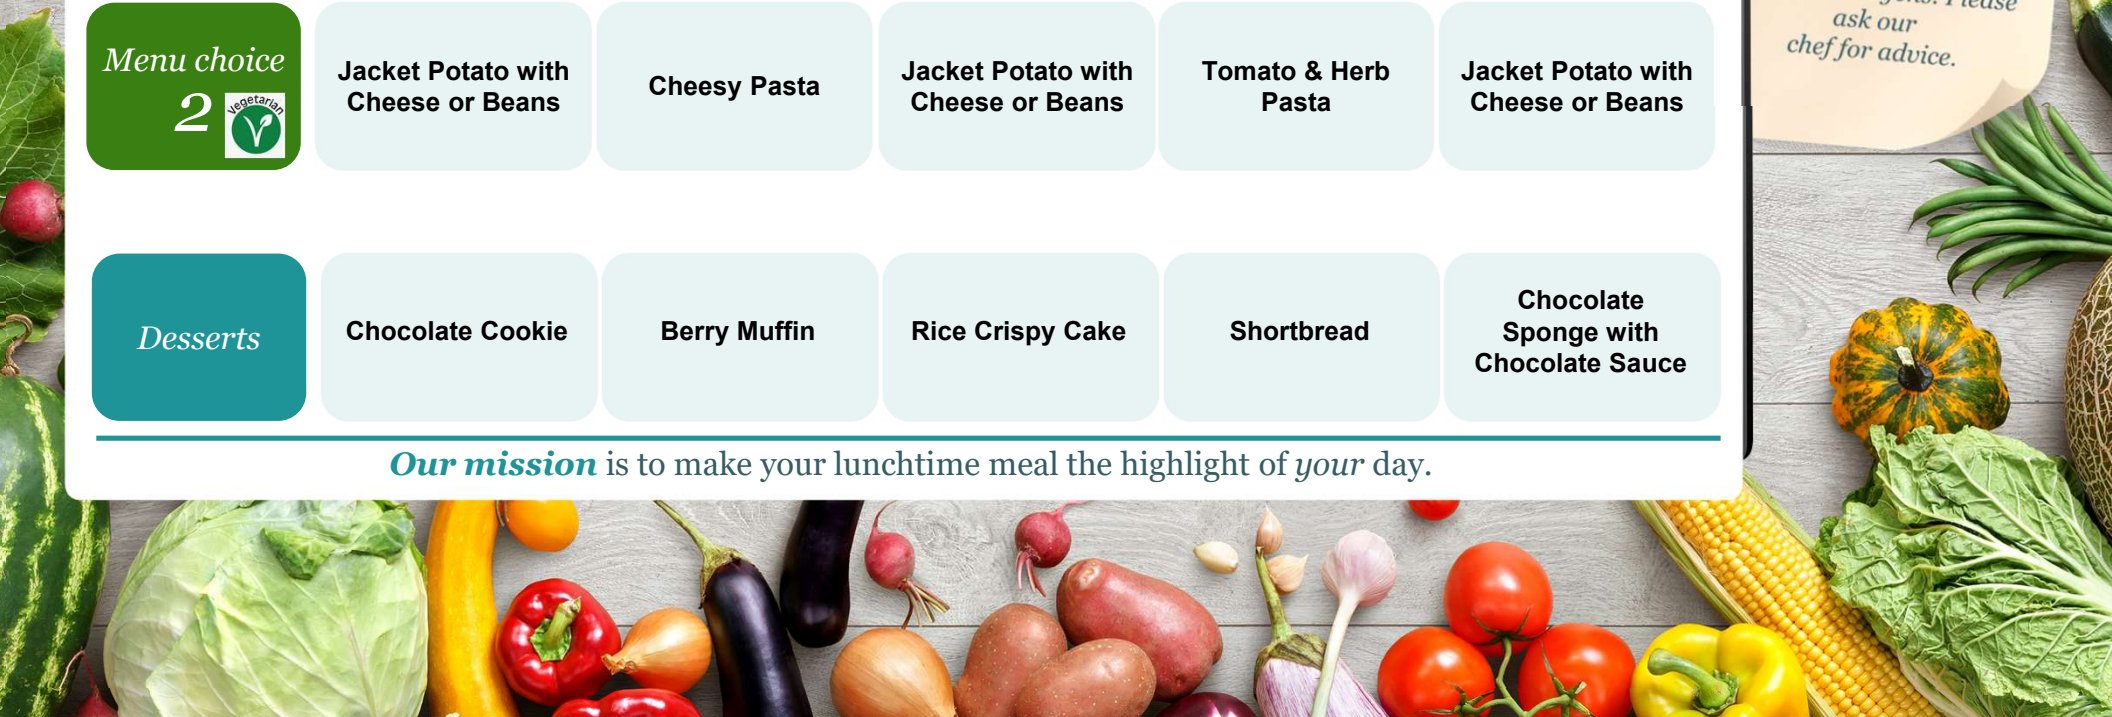 Menu choice
2
Vegetarian
Jacket Potato with
Cheese or Beans
Cheesy Pasta
Jacket Potato with
Cheese or Beans
Tomato & Herb
Pasta
Jacket Potato with
Cheese or Beans
Please
ask our
chef for advice.
Desserts
Chocolate Cookie
Berry Muffin
Rice Crispy Cake
Shortbread
Chocolate
Sponge with
Chocolate Sauce
Our mission is to make your lunchtime meal the highlight of your day.